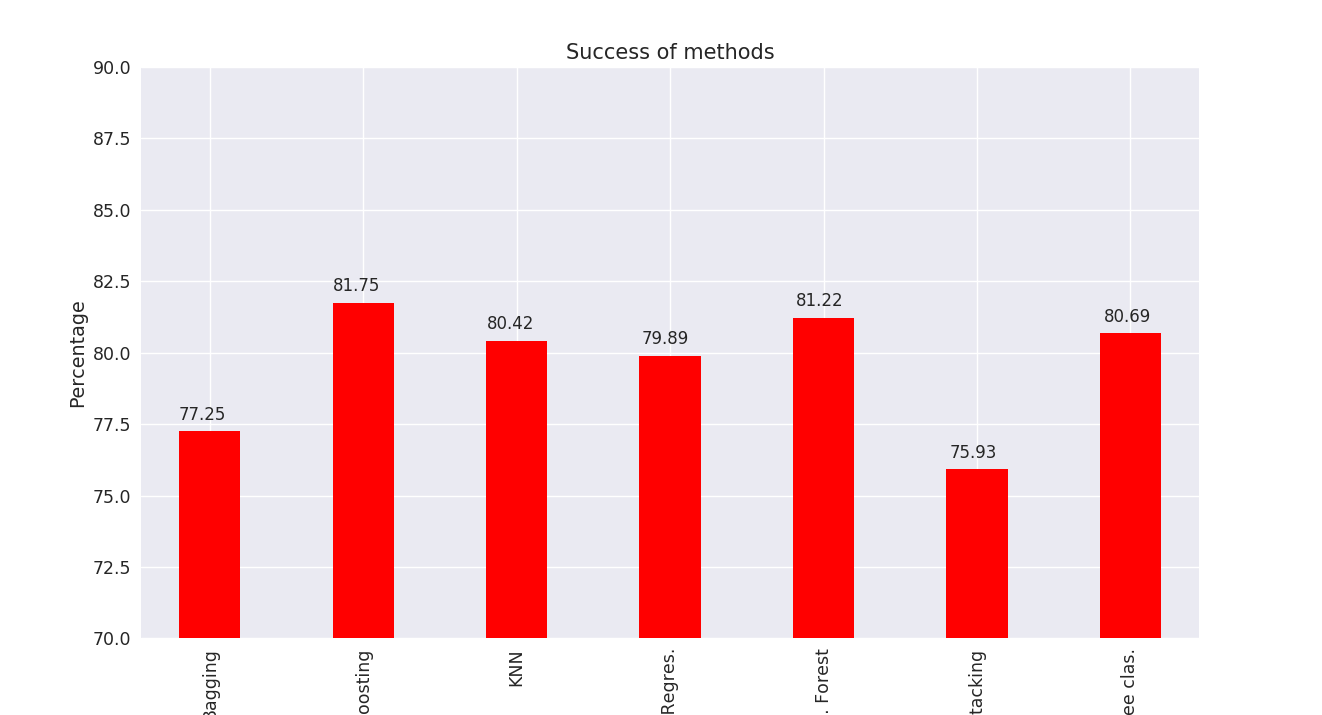 Success of methods
90.0
87.5
85.0
82.5
80.0
77.5
75.0
72.5
70.0
Percentage
77.25
81.75
80.42
79.89
81.22
75.93
80.69
Bagging
oosting
KNN
Regres.
. Forest
tacking
ee clas.